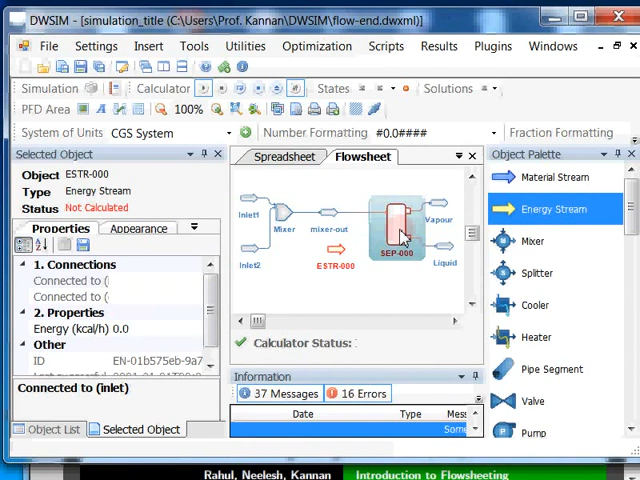 DWSIM - [simulation_title (C:\Users\Prof. Kannan\DWSIM\flow-end.dwxml)]
File Settings Insert Tools Utilities Optimization Scripts Results Plugins Windows
Simulation Calculator States Solutions
PFD Area 100%
System of Units CGS System Number Formatting #0.0#### Fraction Formatting
Selected Object
Object ESTR-000
Type Energy Stream
Status Not Calculated
Properties Appearance
1. Connections
Connected to (
Connected to (
2. Properties
Energy (kcal/h) 0.0
Other
ID EN-01b575eb-9a7
Connected to (inlet)
Object List Selected Object
Spreadsheet Flowsheet
Inlet1
Mixer
mixer-out
Vapour
Inlet2
ESTR-000
SEP-000
Liquid
Calculator Status:
Information
37 Messages 16 Errors
Date Type Mess
Some
Object Palette
Material Stream
Energy Stream
Mixer
Splitter
Cooler
Heater
Pipe Segment
Valve
Pump
Rahul, Neelesh, Kannan Introduction to Flowsheeting